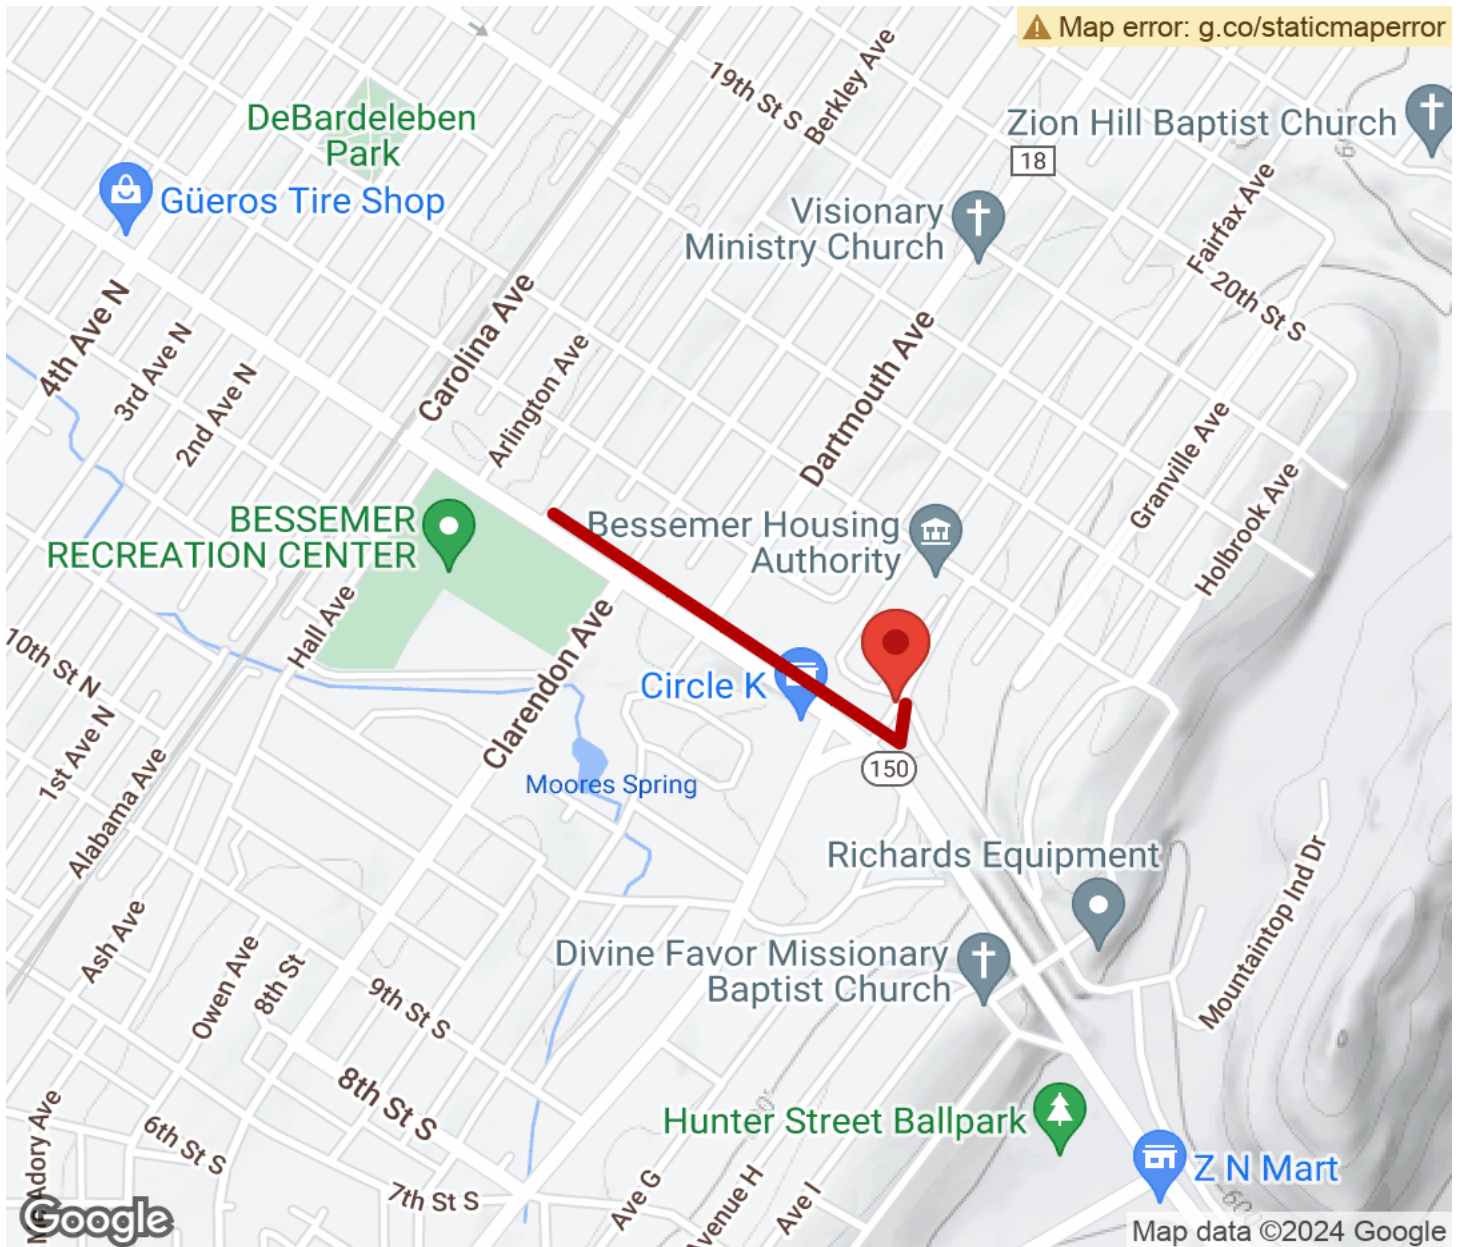 Map error: g.co/staticmaperror
19th St S
Berkley Ave
DeBardeleben
Park
Zion Hill Baptist Church
18
Güeros Tire Shop
Visionary
Ministry Church
Fairfax Ave
20th St S
4th Ave N
3rd Ave N
2nd Ave N
Carolina Ave
Arlington Ave
Dartmouth Ave
Granville Ave
Holbrook Ave
BESSEMER
RECREATION CENTER
Bessemer Housing
Authority
Hall Ave
Clarendon Ave
10th St N
Circle K
150
1st Ave N
Alabama Ave
Moores Spring
Richards Equipment
Mountaintop Ind Dr
Ash Ave
Owen Ave
8th St
9th St S
Divine Favor Missionary
Baptist Church
8th St S
Hunter Street Ballpark
6th St S
7th St S
Ave G
Avenue H
Ave I
Z N Mart
Adory Ave
Google
Map data ©2024 Google